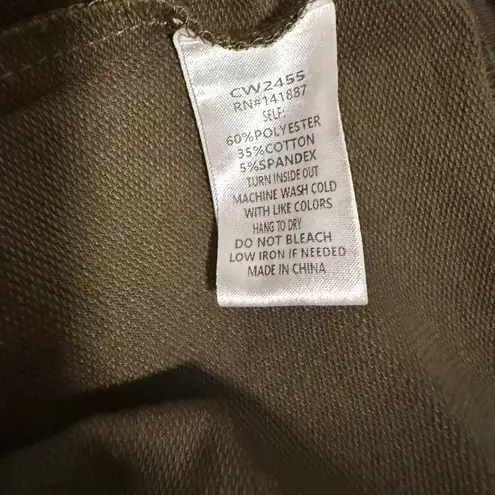 CW2455
RN#141887
SELF:
60%POLYESTER
35%COTTON
5%SPANDEX
TURN INSIDE OUT
MACHINE WASH COLD
WITH LIKE COLORS
HANG TO DRY
DO NOT BLEACH
LOW IRON IF NEEDED
MADE IN CHINA